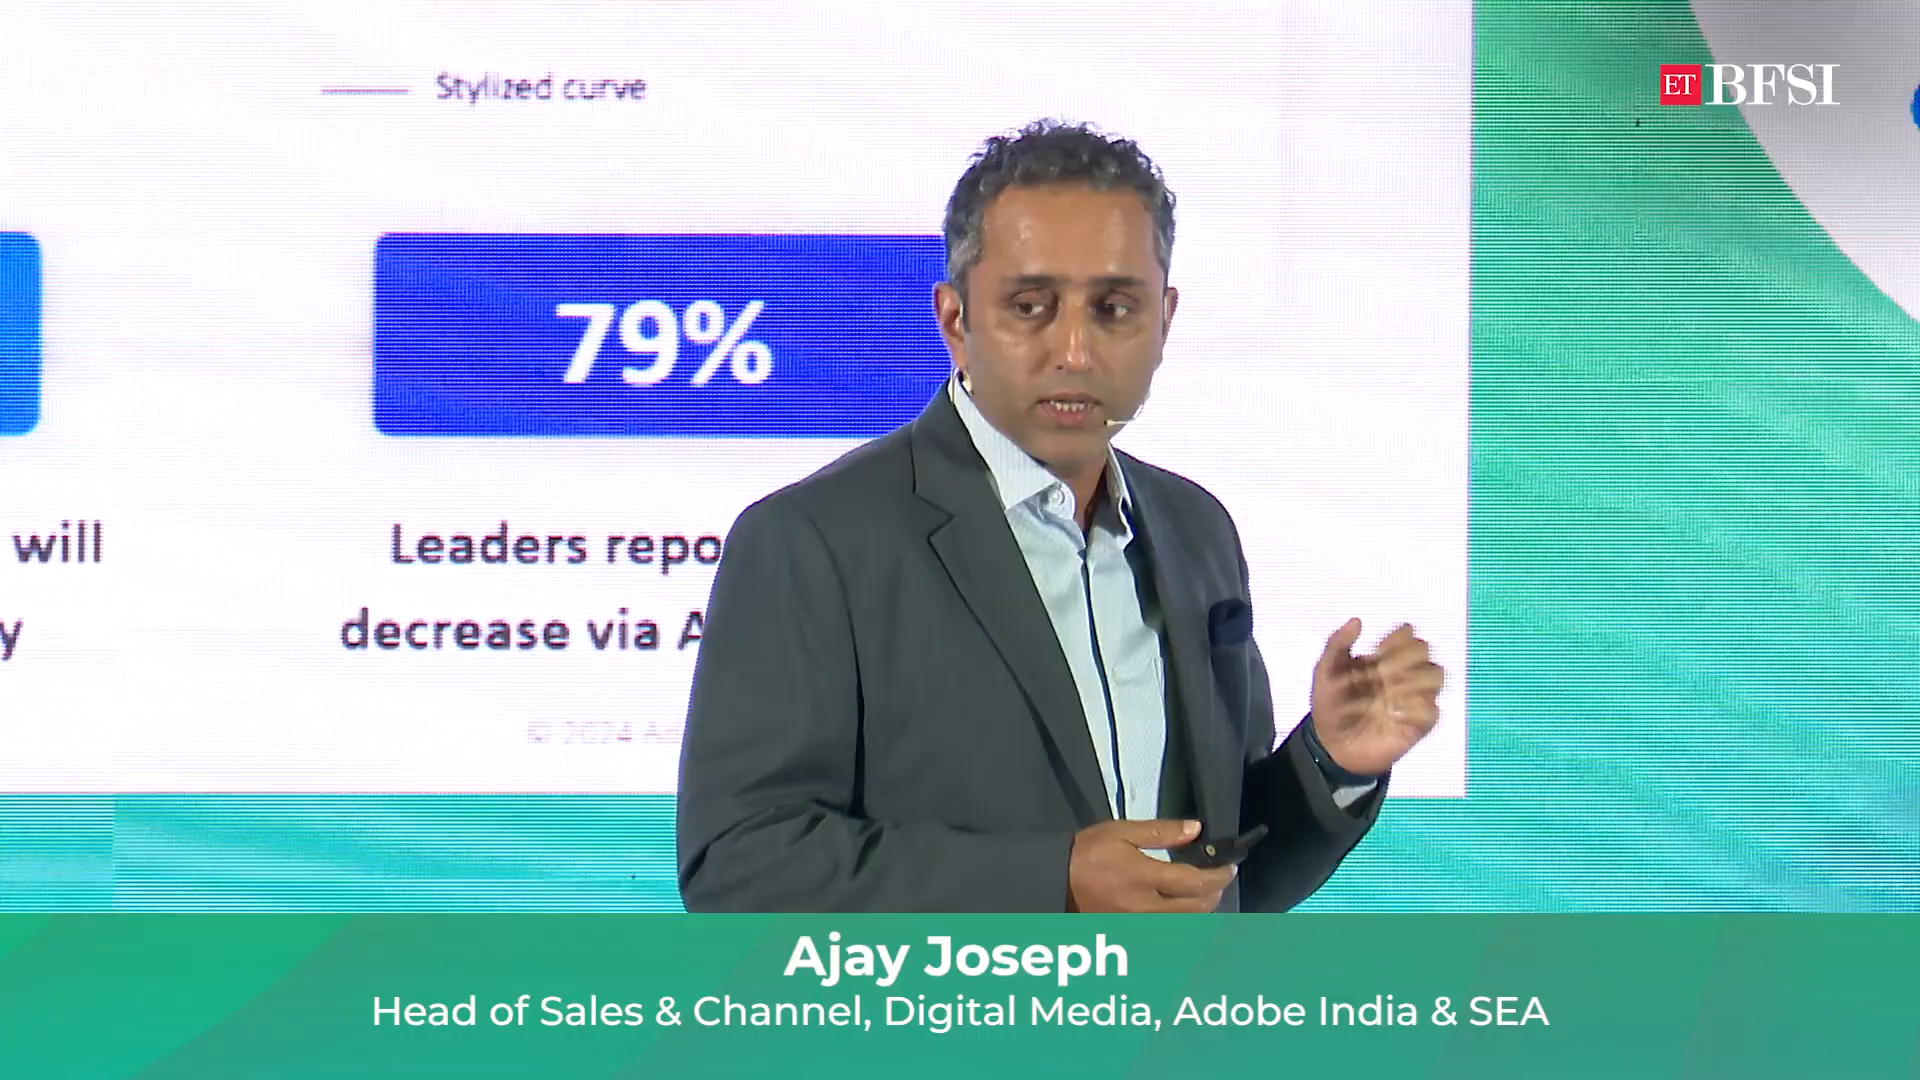 Stylized curve
ET BFSI
79%
will
Leaders repo
y
decrease via A
© 2024 A
Ajay Joseph
Head of Sales & Channel, Digital Media, Adobe India & SEA